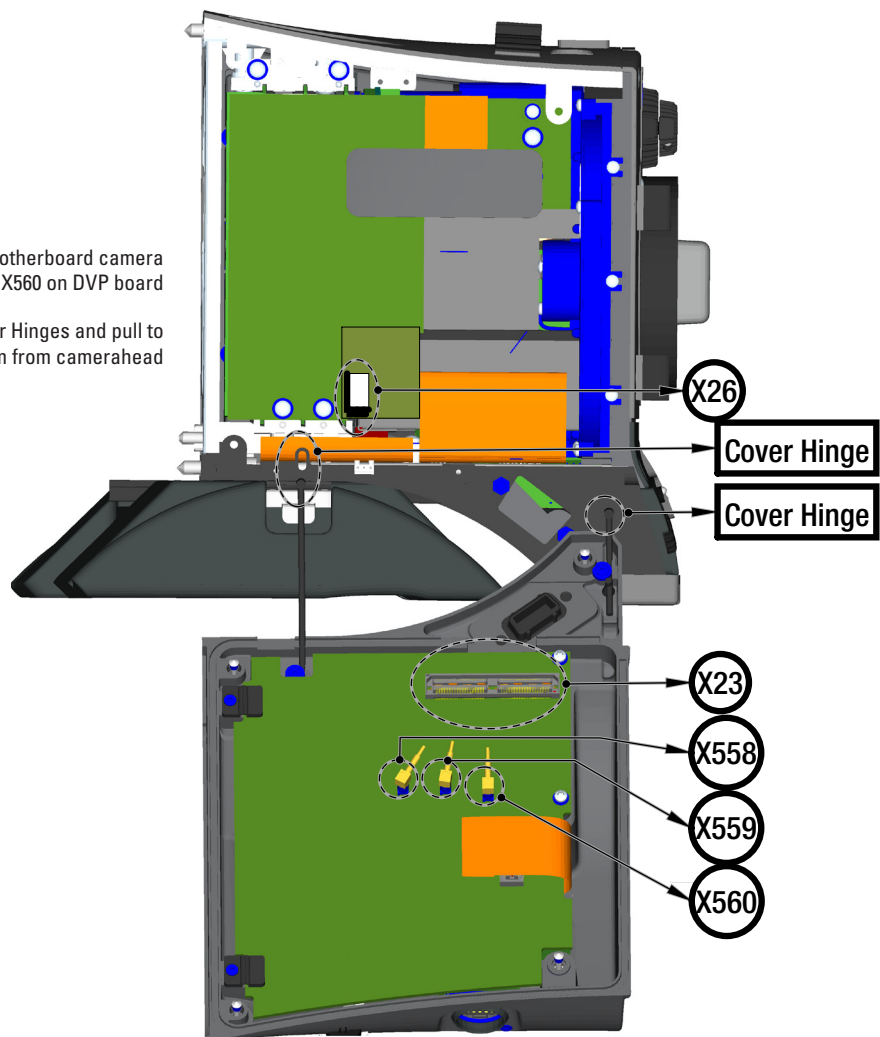 otherboard camera
X560 on DVP board
r Hinges and pull to
m from camerahead
X26
Cover Hinge
Cover Hinge
X23
X558
X559
X560